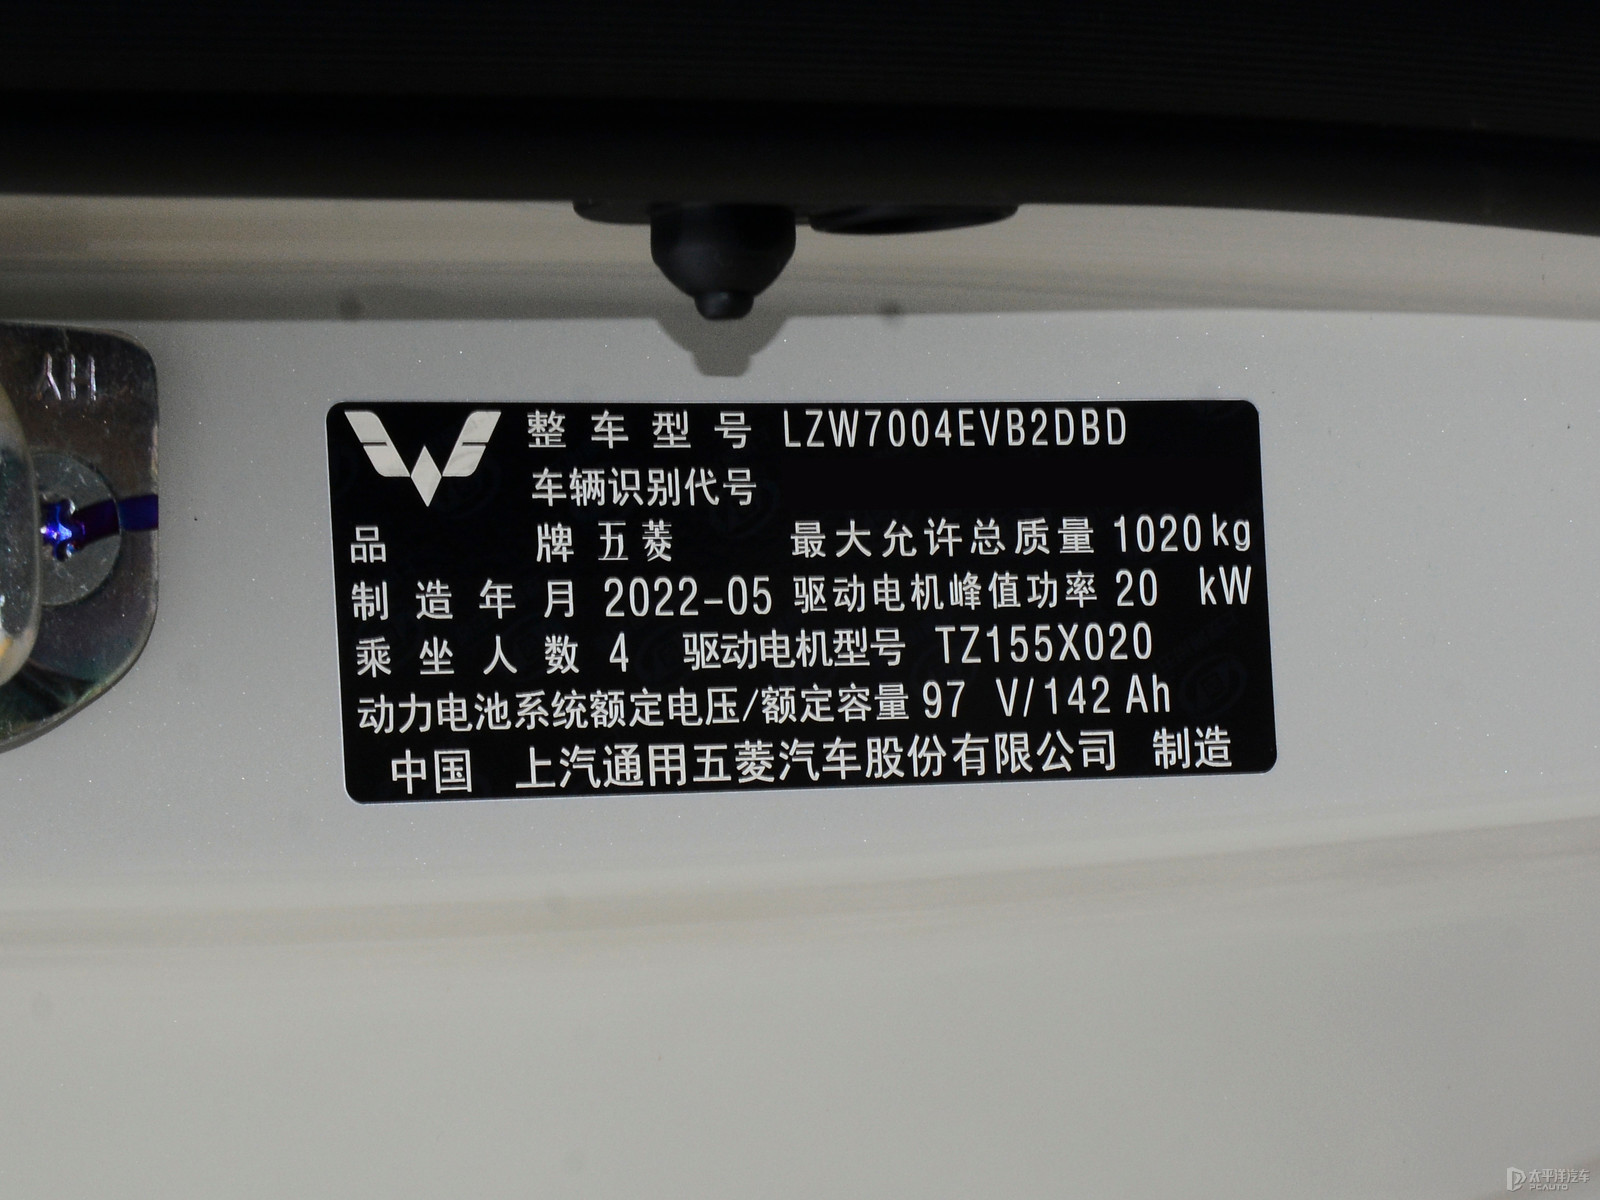 整车型号 LZW7004EVB2DBD
车辆识别代号
品牌 五菱 最大允许总质量 1020kg
制造年月 2022-05 驱动电机峰值功率 20 kW
乘坐人数 4 驱动电机型号 TZ155X020
动力电池系统额定电压/额定容量 97 V/142 Ah
中国 上汽通用五菱汽车股份有限公司 制造
HY
太平洋汽车
PCAUTO